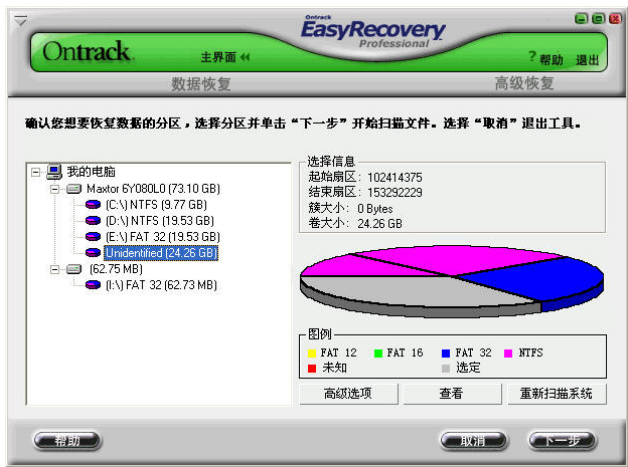 Ontrack
EasyRecovery
Professional
Ontrack
主界面
?帮助 退出
数据恢复
高级恢复
确认您想要恢复数据的分区，选择分区并单击“下一步”开始扫描文件。选择“取消”退出工具。
我的电脑
Maxtor 6Y080L0 (73.10 GB)
(C:\) NTFS (9.77 GB)
(D:\) NTFS (19.53 GB)
(E:\) FAT 32 (19.53 GB)
Unidentified (24.26 GB)
(62.75 MB)
(I:\) FAT 32 (62.73 MB)
选择信息
起始扇区: 102414375
结束扇区: 153292229
簇大小: 0 Bytes
卷大小: 24.26 GB
图例
FAT 12 FAT 16 FAT 32 NTFS
未知 选定
高级选项 查看 重新扫描系统
帮助 取消 下一步